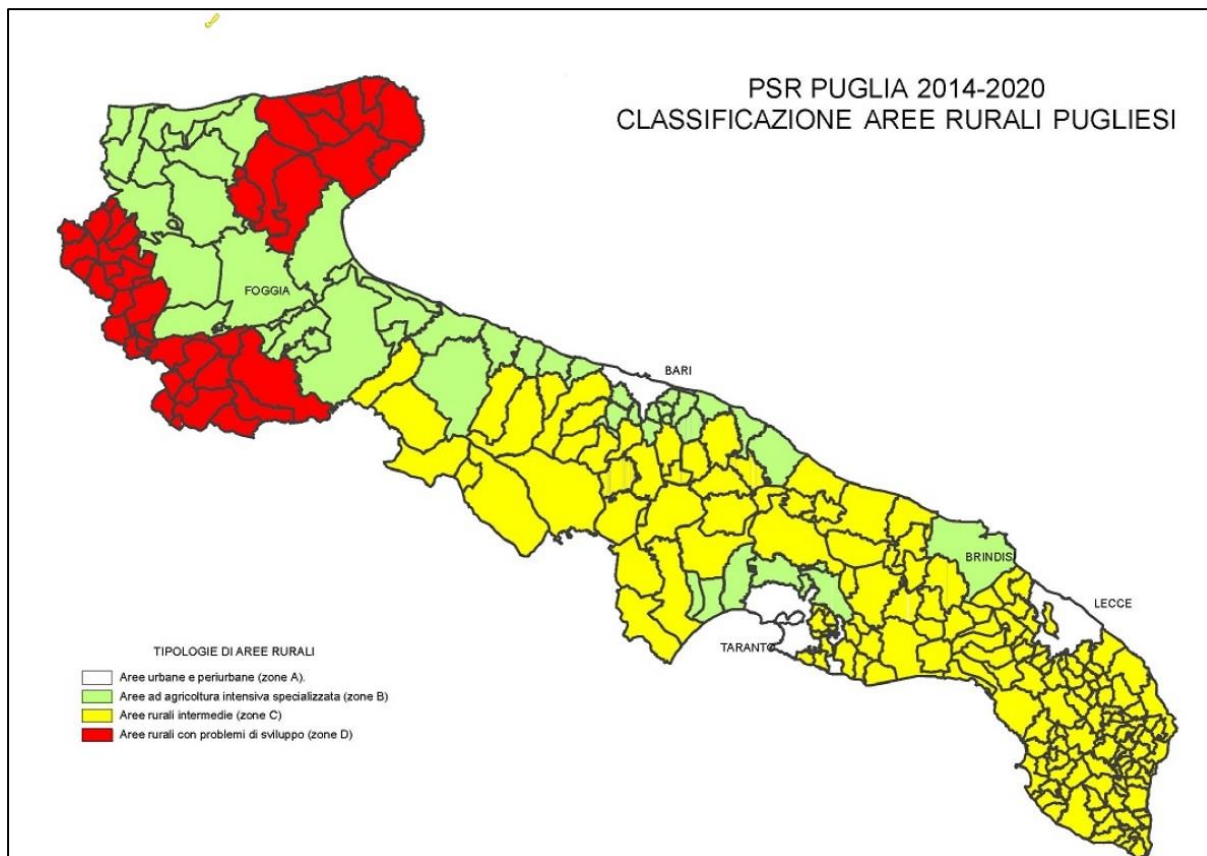 PSR PUGLIA 2014-2020
CLASSIFICAZIONE AREE RURALI PUGLIESI
FOGGIA
BARI
BRINDISI
LECCE
TARANTO
TIPOLOGIE DI AREE RURALI
Aree urbane e periurbane (zone A).
Aree ad agricoltura intensiva specializzata (zone B)
Aree rurali intermedie (zone C)
Aree rurali con problemi di sviluppo (zone D)